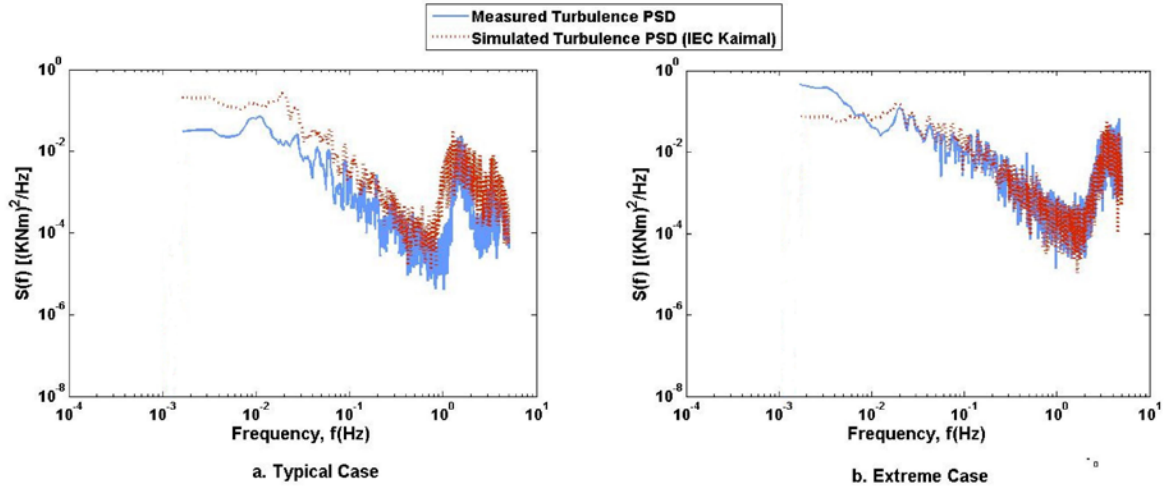 Measured Turbulence PSD
Simulated Turbulence PSD (IEC Kaimal)
10^0
10^-2
10^-4
10^-6
10^-8
S(f) [(KNm)^2/Hz]
10^-4 10^-3 10^-2 10^-1 10^0 10^1
Frequency, f(Hz)
a. Typical Case
10^0
10^-2
10^-4
10^-6
10^-8
S(f) [(KNm)^2/Hz]
10^-4 10^-3 10^-2 10^-1 10^0 10^1
Frequency, f(Hz)
b. Extreme Case